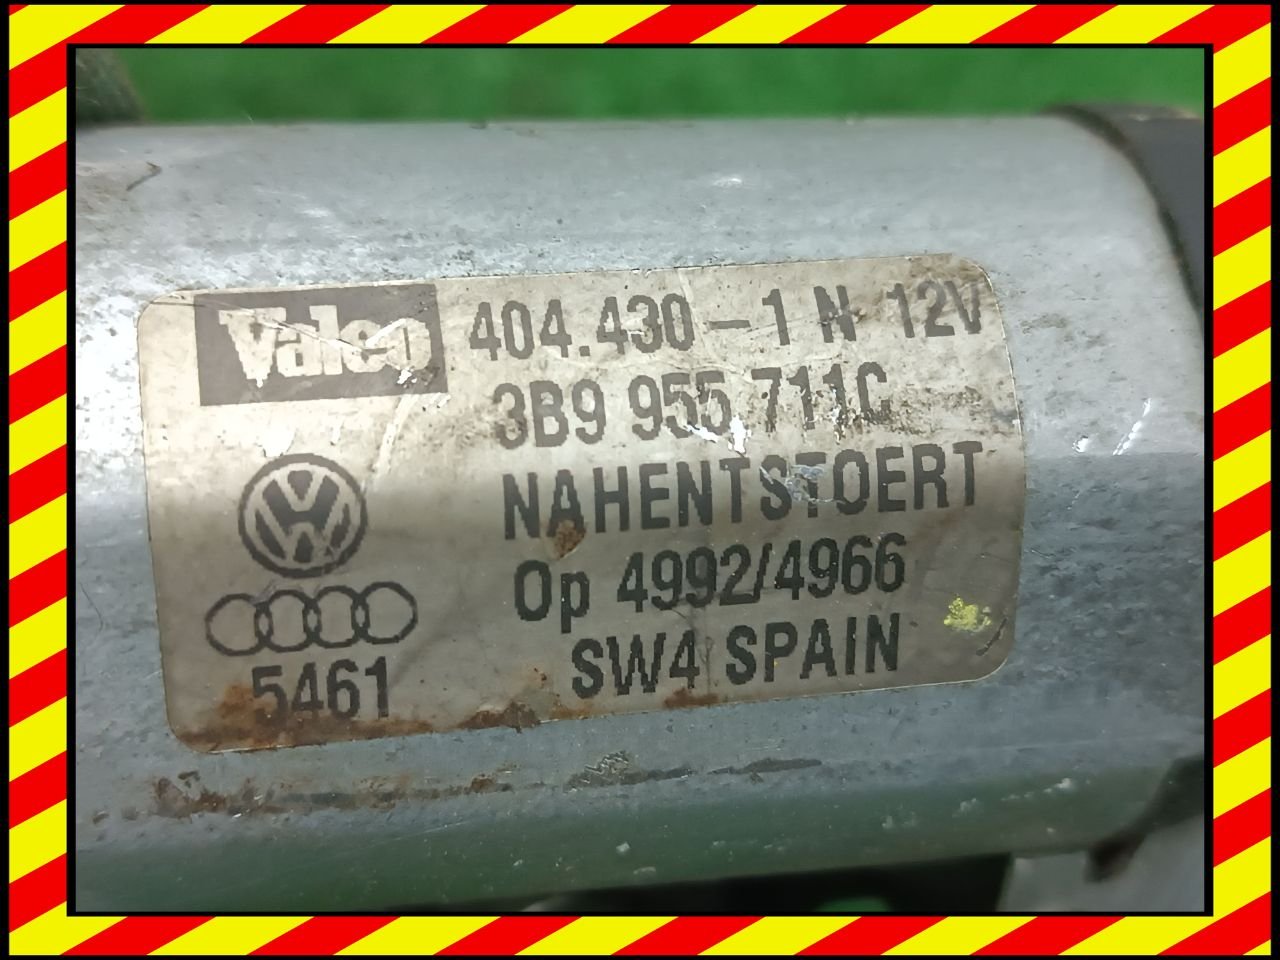 Valeo 404.430-1 N 12V
3B9 955 711C
NAHENTSTOERT
Op 4992/4966
SW4 SPAIN
5461